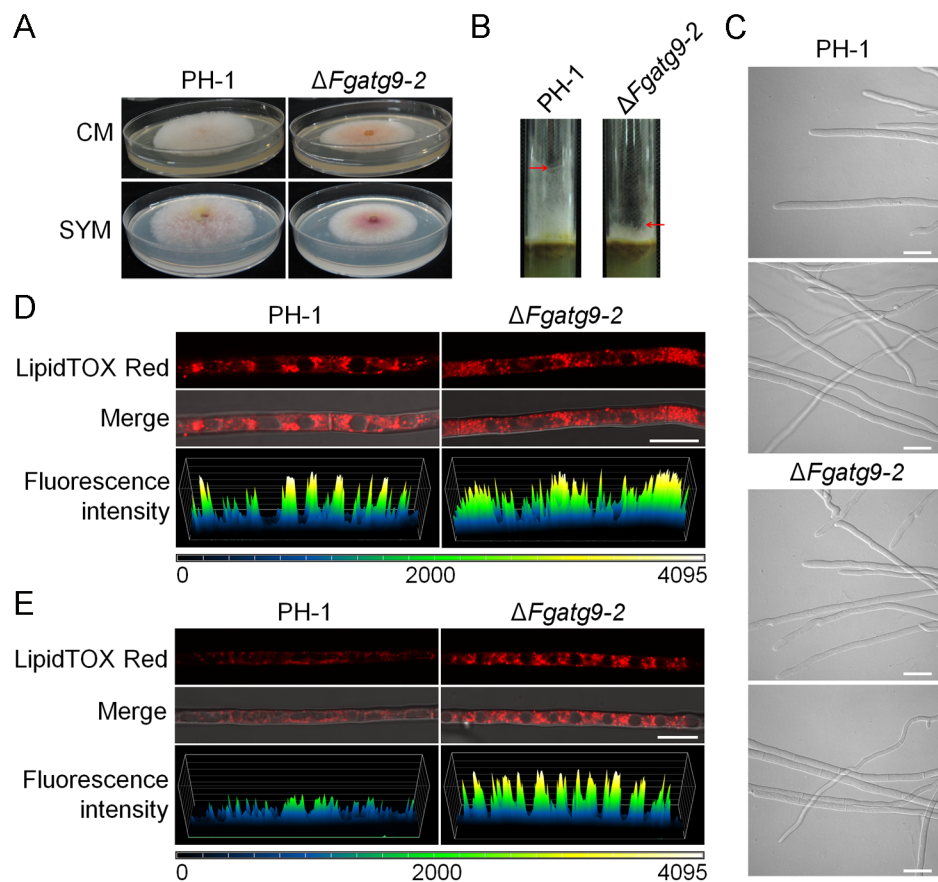 A
PH-1 ΔFgatg9-2
CM
SYM
B
PH-1 ΔFgatg9-2
C
PH-1
ΔFgatg9-2
D
PH-1 ΔFgatg9-2
LipidTOX Red
Merge
Fluorescence
intensity
0 2000 4095
E
PH-1 ΔFgatg9-2
LipidTOX Red
Merge
Fluorescence
intensity
0 2000 4095